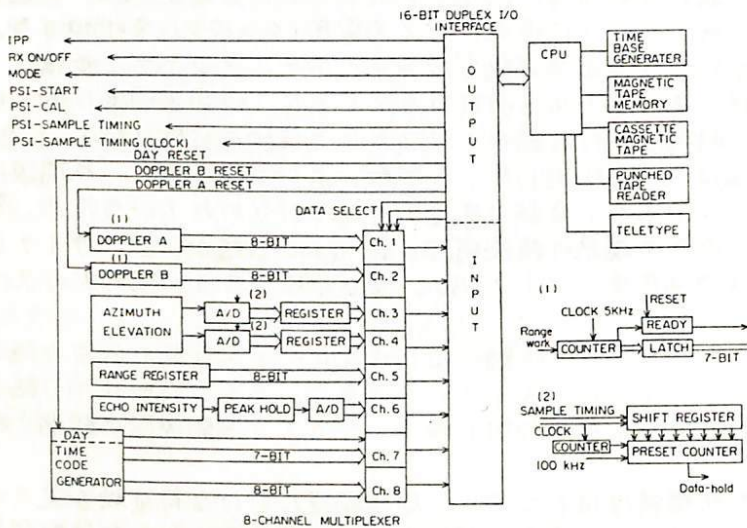 16-BIT DUPLEX I/O
INTERFACE
IPP
RX ON/OFF
MODE
PSI-START
PSI-CAL
PSI-SAMPLE TIMING
PSI-SAMPLE TIMING (CLOCK)
DAY RESET
DOPPLER B RESET
DOPPLER A RESET
DATA SELECT
OUTPUT
INPUT
CPU
TIME
BASE
GENERATER
MAGNETIC
TAPE
MEMORY
CASSETTE
MAGNETIC
TAPE
PUNCHED
TAPE
READER
TELETYPE
(1)
DOPPLER A
8-BIT
Ch. 1
(1)
DOPPLER B
8-BIT
Ch. 2
AZIMUTH
ELEVATION
(2)
A/D
REGISTER
Ch. 3
(2)
A/D
REGISTER
Ch. 4
RANGE REGISTER
8-BIT
Ch. 5
ECHO INTENSITY
PEAK HOLD
A/D
Ch. 6
DAY
TIME
CODE
GENERATOR
7-BIT
Ch. 7
8-BIT
Ch. 8
8-CHANNEL MULTIPLEXER
(1)
CLOCK 5KHz
RESET
READY
Range
work
COUNTER
LATCH
7-BIT
(2)
SAMPLE TIMING
SHIFT REGISTER
CLOCK
COUNTER
PRESET COUNTER
100 kHz
Data-hold